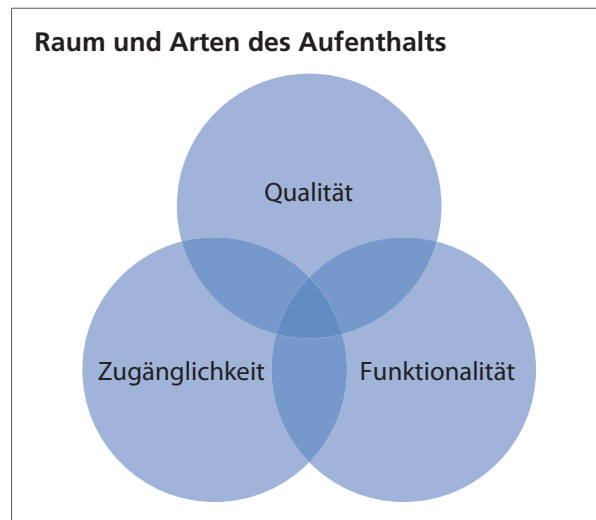 Raum und Arten des Aufenthalts
Qualität
Zugänglichkeit
Funktionalität